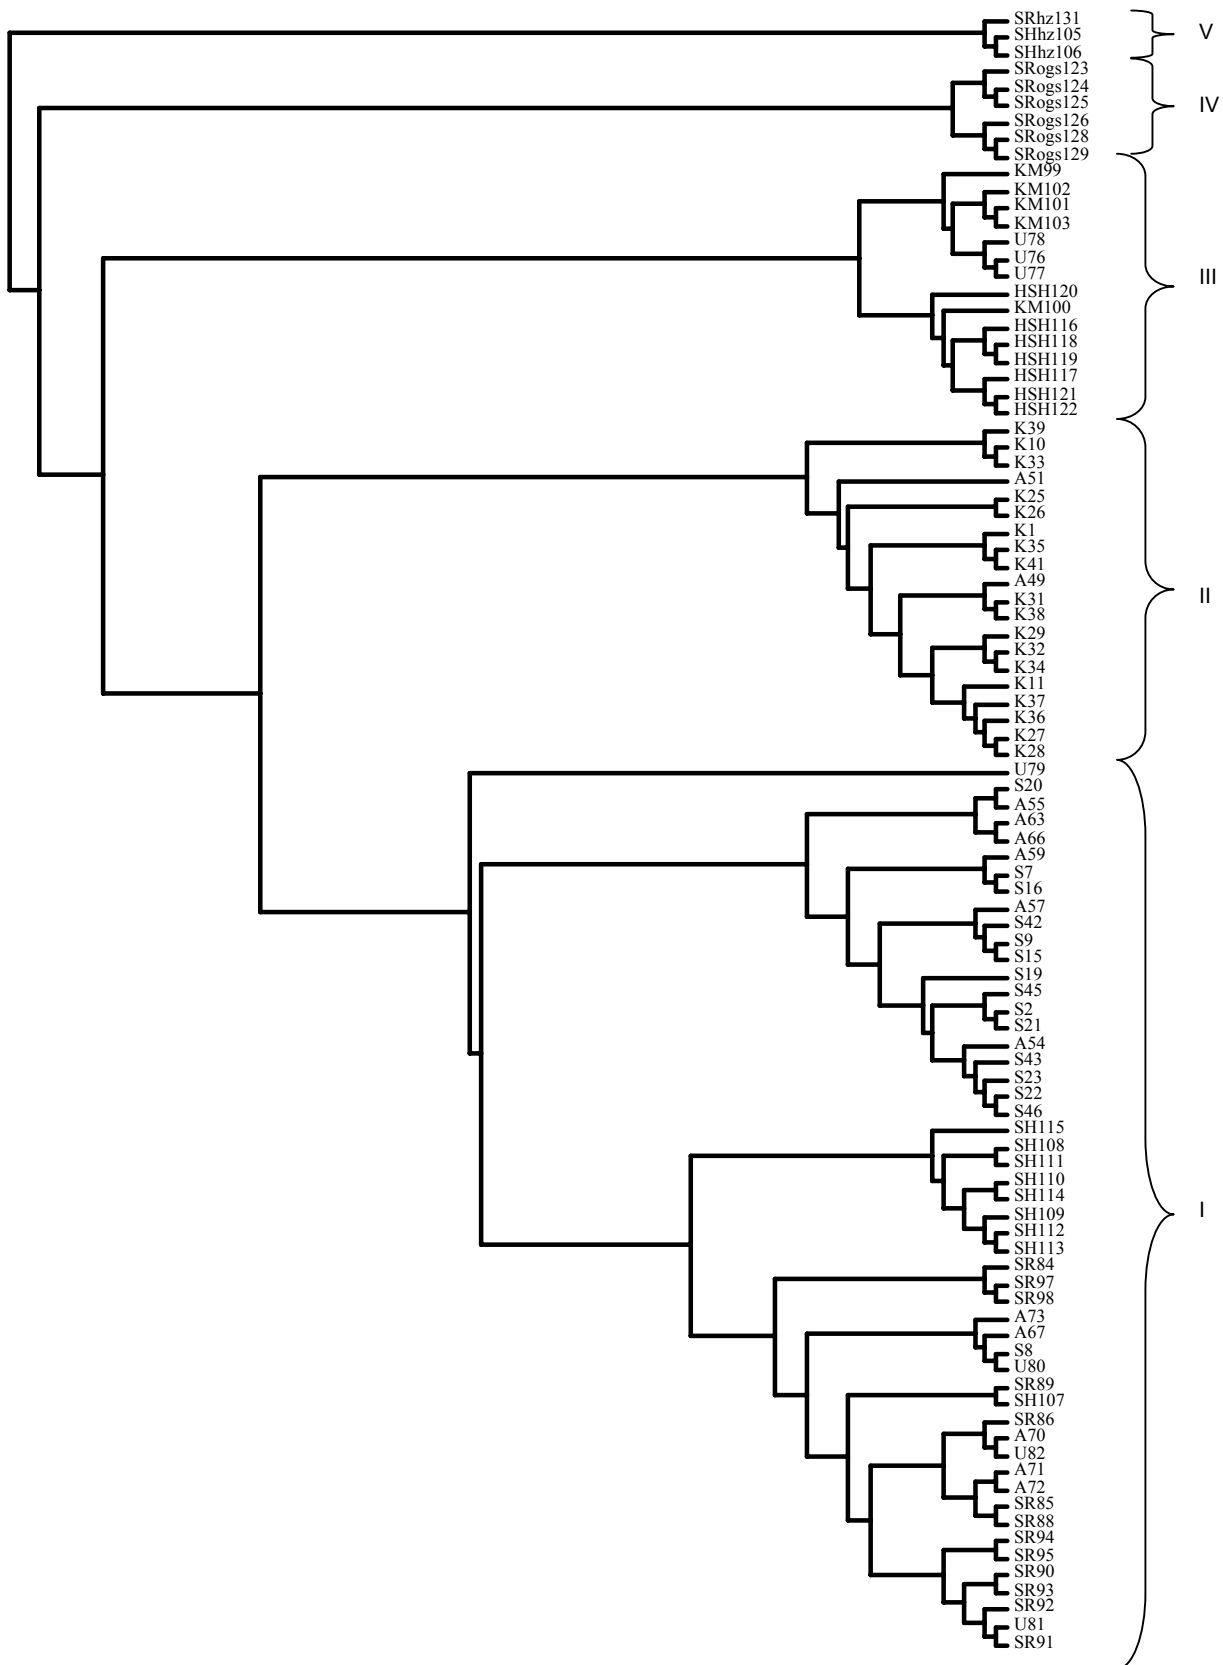 SRhz131
SHhz105
SHhz106
V
SRogs123
SRogs124
SRogs125
IV
SRogs126
SRogs128
SRogs129
KM99
KM102
KM101
KM103
U78
U76
U77
III
HSH120
KM100
HSH116
HSH118
HSH119
HSH117
HSH121
HSH122
K39
K10
K33
A51
K25
K26
K1
K35
K41
A49
II
K31
K38
K29
K32
K34
K11
K37
K36
K27
K28
U79
S20
A55
A63
A66
A59
S7
S16
A57
S42
S9
S15
S19
S45
S2
S21
A54
S43
S23
S22
S46
SH115
SH108
SH111
SH110
SH114
I
SH109
SH112
SH113
SR84
SR97
SR98
A73
A67
S8
U80
SR89
SH107
SR86
A70
U82
A71
A72
SR85
SR88
SR94
SR95
SR90
SR93
SR92
U81
SR91